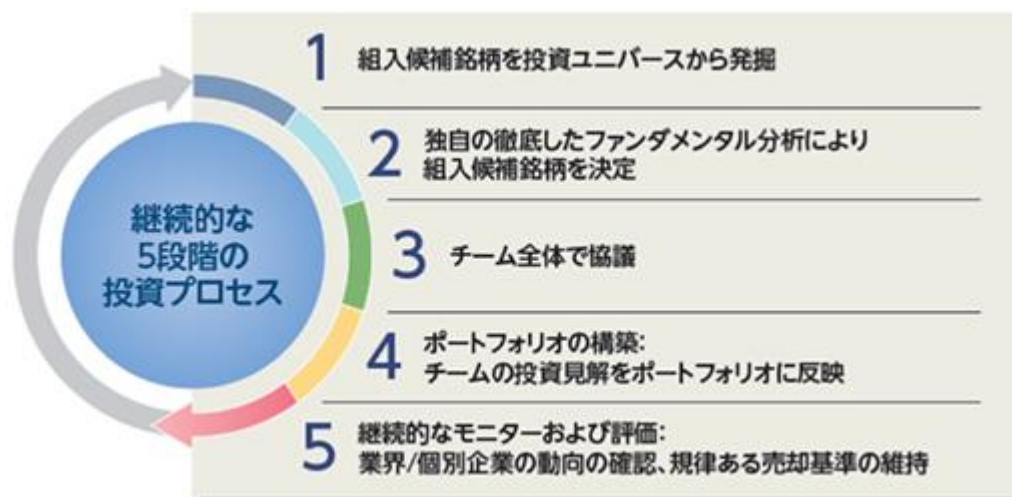 継続的な
5段階の
投資プロセス
1
組入候補銘柄を投資ユニバースから発掘
2
独自の徹底したファンダメンタル分析により
組入候補銘柄を決定
3
チーム全体で協議
4
ポートフォリオの構築：
チームの投資見解をポートフォリオに反映
5
継続的なモニターおよび評価：
業界/個別企業の動向の確認、規律ある売却基準の維持